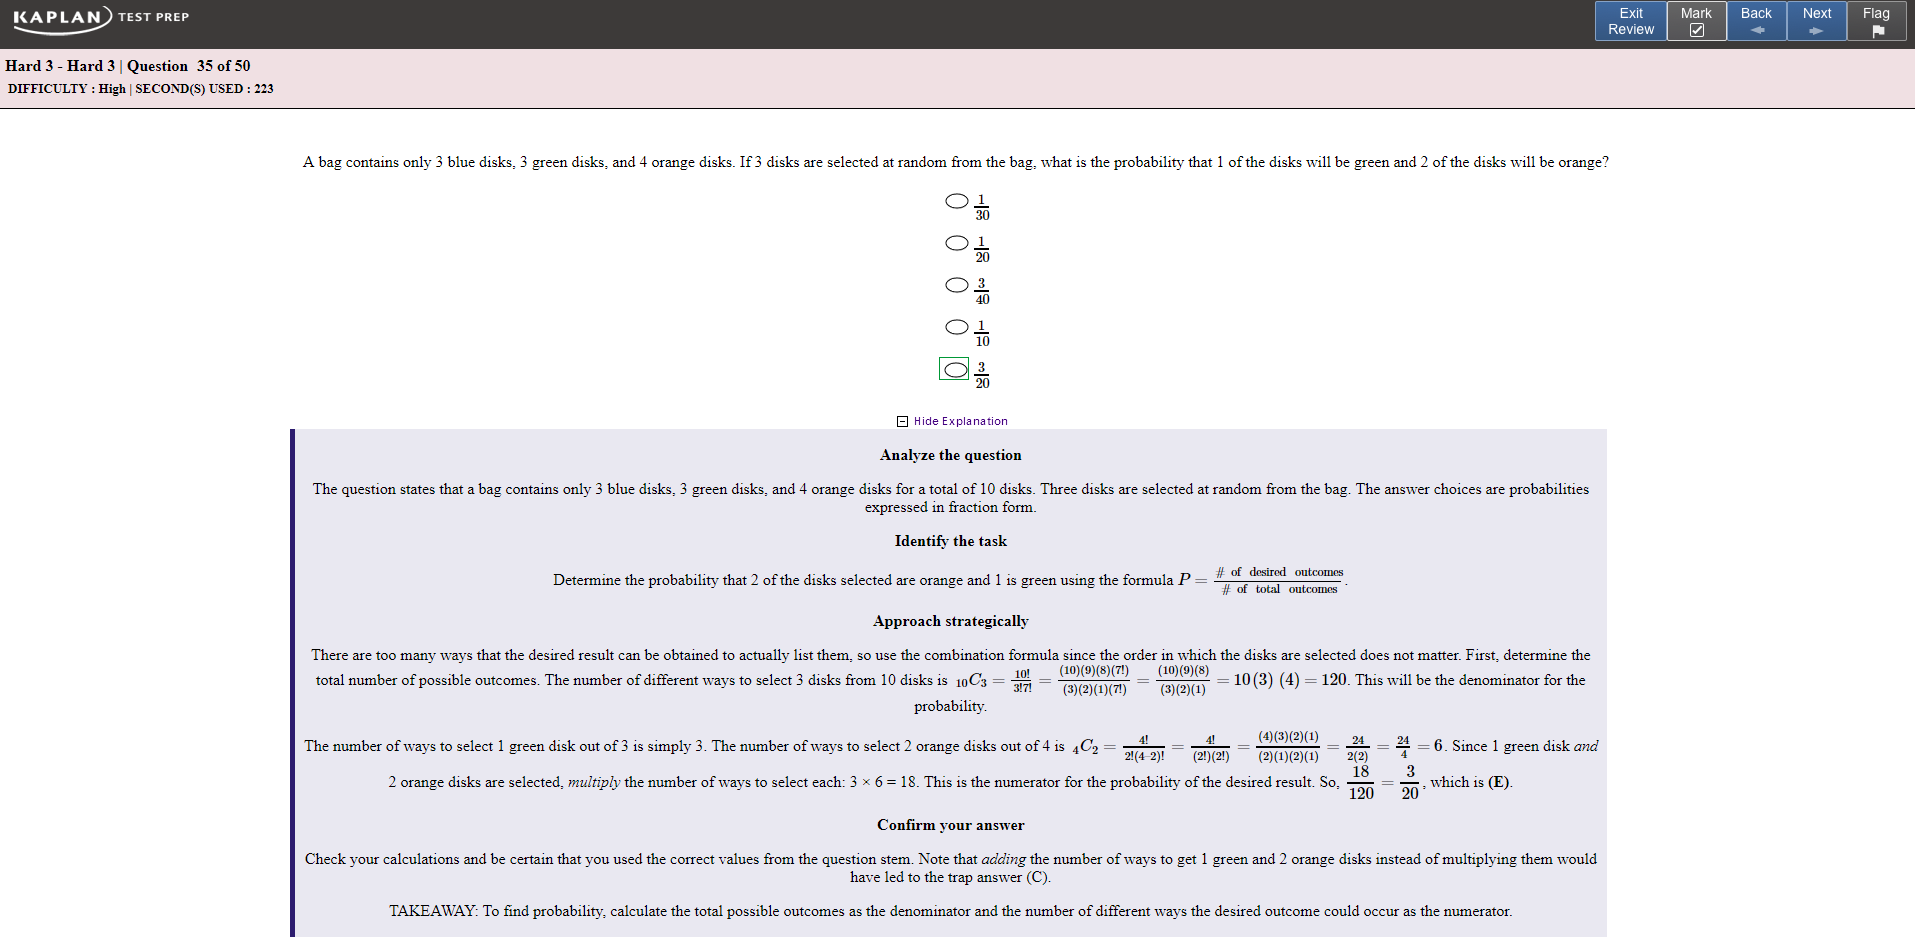 KAPLAN TEST PREP
Exit Review
Mark
Back
Next
Flag
Hard 3 - Hard 3 | Question 35 of 50
DIFFICULTY : High | SECOND(S) USED : 223
A bag contains only 3 blue disks, 3 green disks, and 4 orange disks. If 3 disks are selected at random from the bag, what is the probability that 1 of the disks will be green and 2 of the disks will be orange?
1/30
1/20
3/40
1/10
3/20
Hide Explanation
Analyze the question
The question states that a bag contains only 3 blue disks, 3 green disks, and 4 orange disks for a total of 10 disks. Three disks are selected at random from the bag. The answer choices are probabilities
expressed in fraction form.
Identify the task
Determine the probability that 2 of the disks selected are orange and 1 is green using the formula P = # of desired outcomes / # of total outcomes.
Approach strategically
There are too many ways that the desired result can be obtained to actually list them, so use the combination formula since the order in which the disks are selected does not matter. First, determine the
total number of possible outcomes. The number of different ways to select 3 disks from 10 disks is ₁₀C₃ = 10!/3!7! = (10)(9)(8)(7!)/(3)(2)(1)(7!) = (10)(9)(8)/(3)(2)(1) = 10(3) (4) = 120. This will be the denominator for the
probability.
The number of ways to select 1 green disk out of 3 is simply 3. The number of ways to select 2 orange disks out of 4 is ₄C₂ = 4!/2!(4-2)! = 4!/(2!)(2!) = (4)(3)(2)(1)/(2)(1)(2)(1) = 24/2(2) = 24/4 = 6. Since 1 green disk and
2 orange disks are selected, multiply the number of ways to select each: 3 × 6 = 18. This is the numerator for the probability of the desired result. So, 18/120 = 3/20, which is (E).
Confirm your answer
Check your calculations and be certain that you used the correct values from the question stem. Note that adding the number of ways to get 1 green and 2 orange disks instead of multiplying them would
have led to the trap answer (C).
TAKEAWAY: To find probability, calculate the total possible outcomes as the denominator and the number of different ways the desired outcome could occur as the numerator.